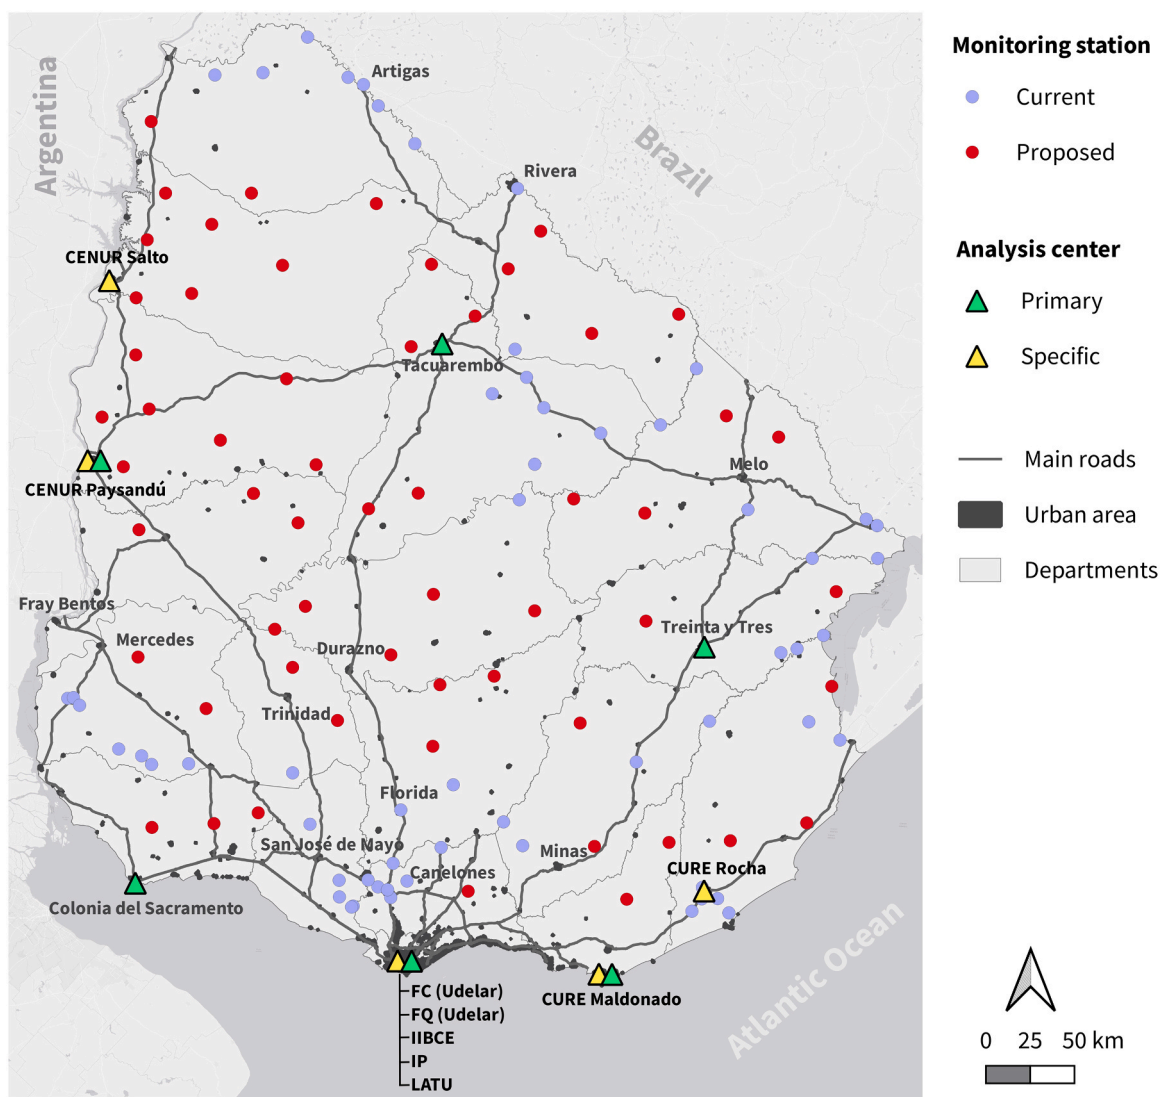 Argentina
Brazil
Artigas
Rivera
CENUR Salto
Tacuarembó
CENUR Paysandú
Melo
Fray Bentos
Mercedes
Durazno
Treinta y Tres
Trinidad
Florida
San José de Mayo
Canelones
Minas
CURE Rocha
Colonia del Sacramento
CURE Maldonado
FC (Udelar)
FQ (Udelar)
IIBCE
IP
LATU
Atlantic Ocean
Monitoring station
Current
Proposed
Analysis center
Primary
Specific
Main roads
Urban area
Departments
0 25 50 km